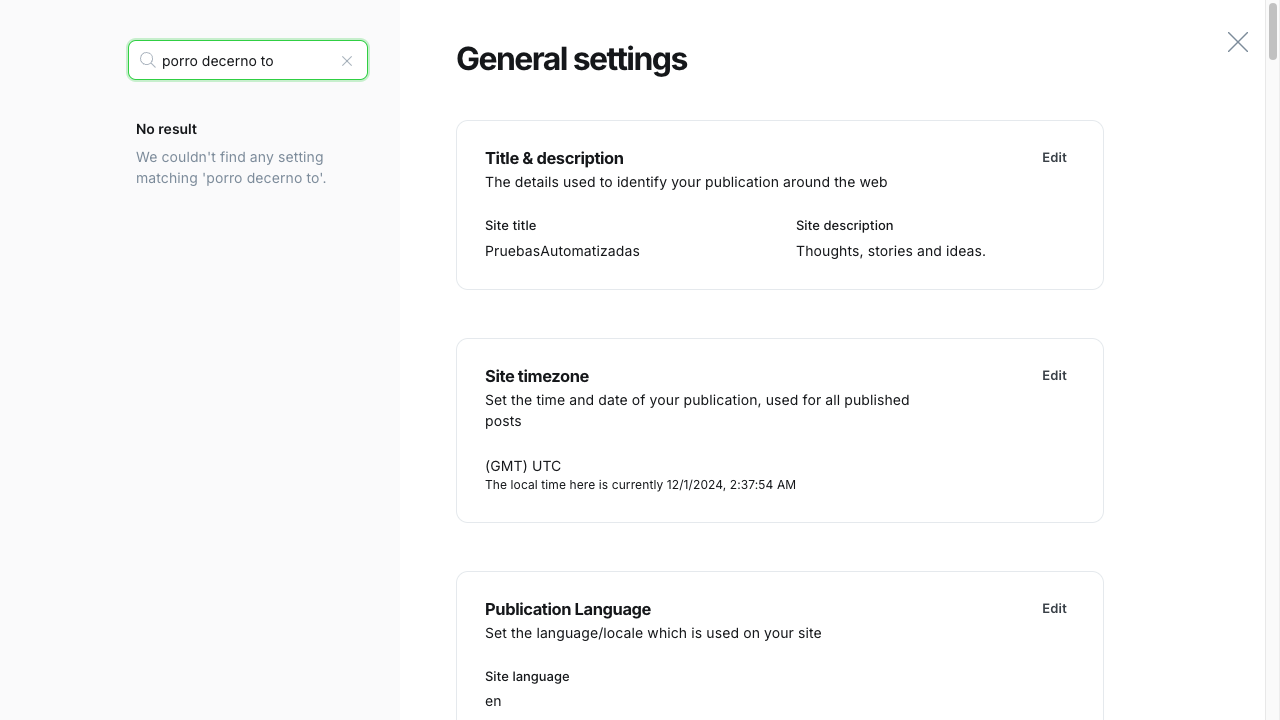 porro decerno to
No result
We couldn't find any setting
matching 'porro decerno to'.
General settings
Title & description
Edit
The details used to identify your publication around the web
Site title
Site description
PruebasAutomatizadas
Thoughts, stories and ideas.
Site timezone
Edit
Set the time and date of your publication, used for all published
posts
(GMT) UTC
The local time here is currently 12/1/2024, 2:37:54 AM
Publication Language
Edit
Set the language/locale which is used on your site
Site language
en